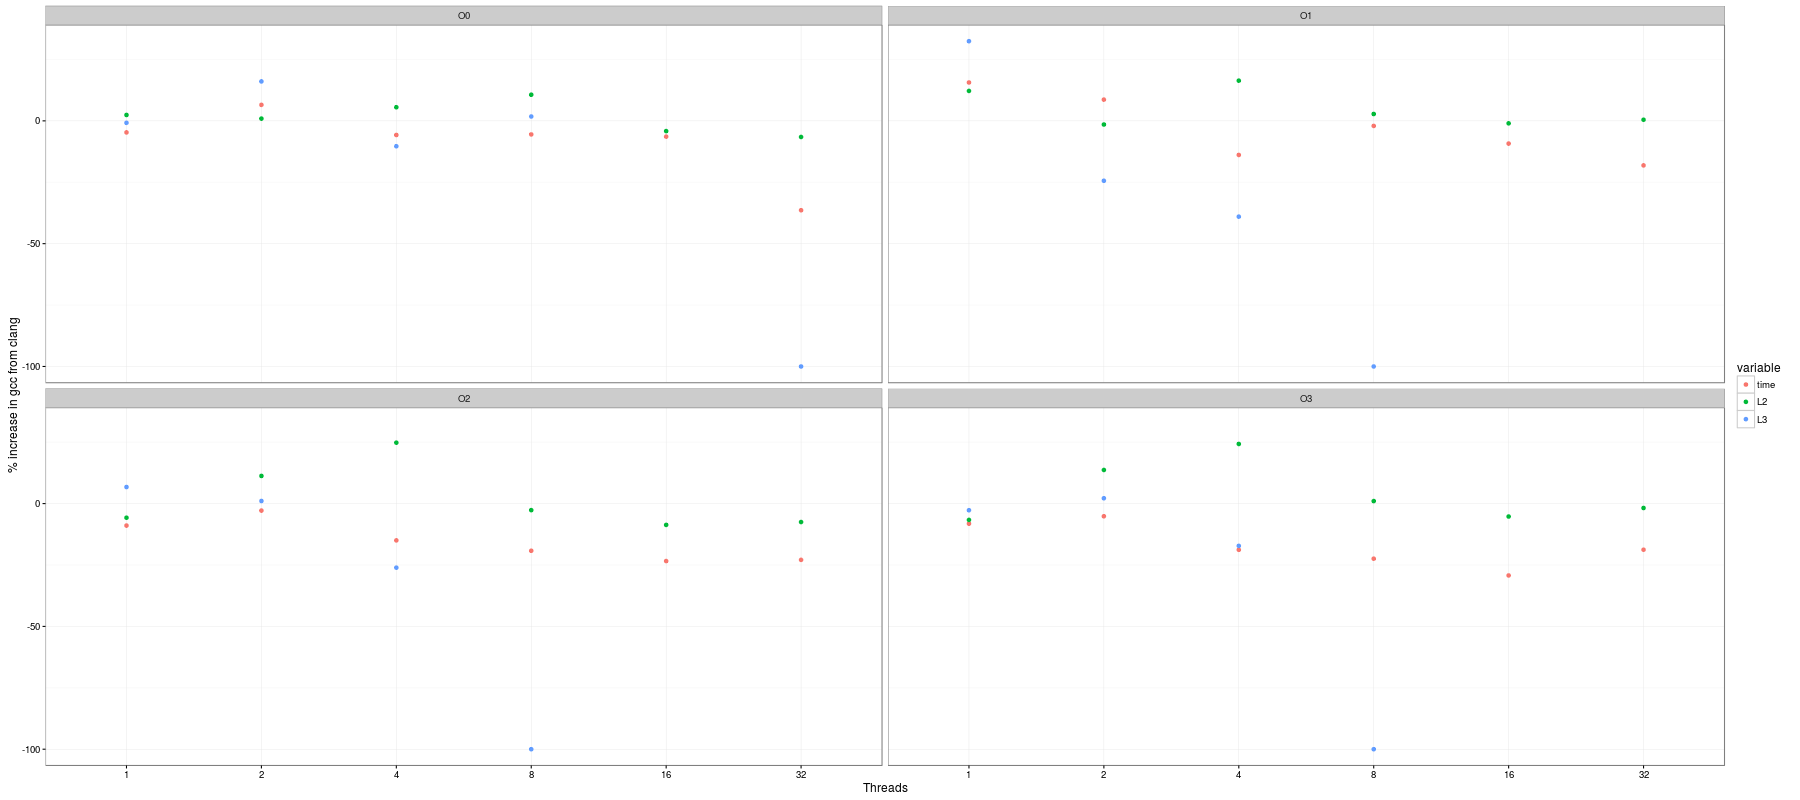 O0
O1
0
-50
-100
O2
O3
0
-50
-100
1
2
4
8
16
32
1
2
4
8
16
32
Threads
% increase in gcc from clang
variable
time
L2
L3